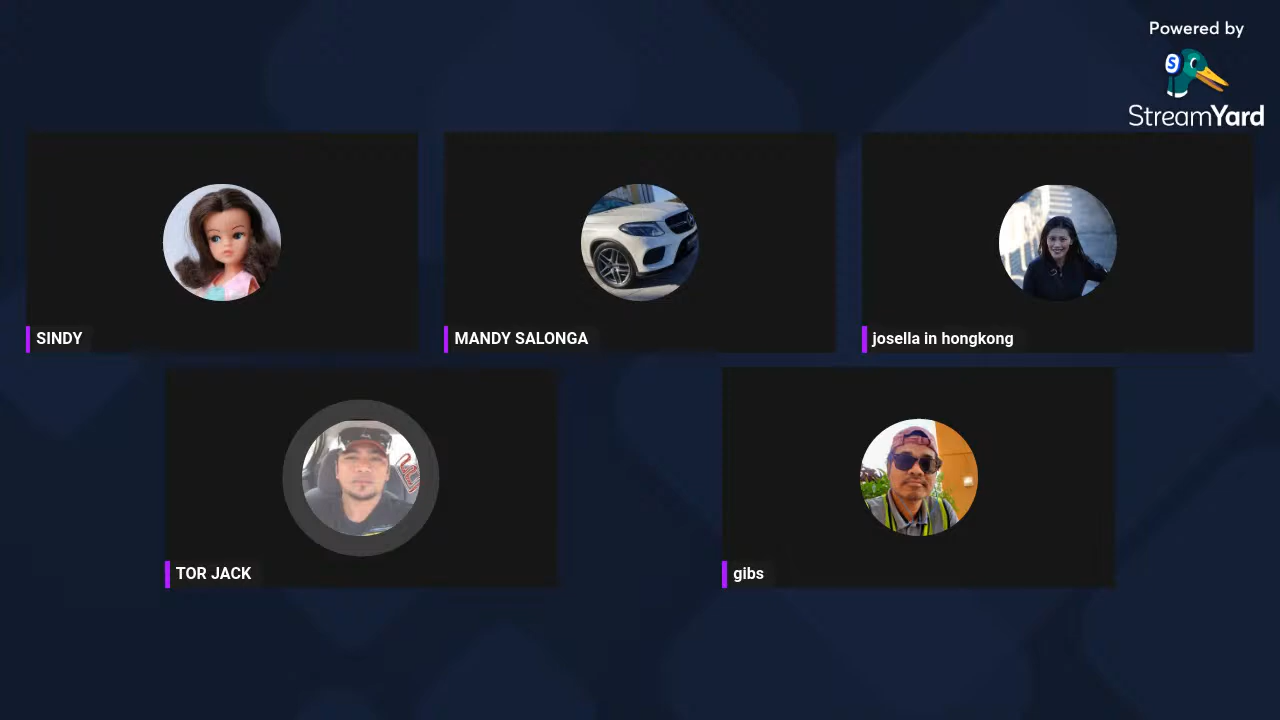 Powered by
S
StreamYard
SINDY
MANDY SALONGA
josella in hongkong
TOR JACK
gibs